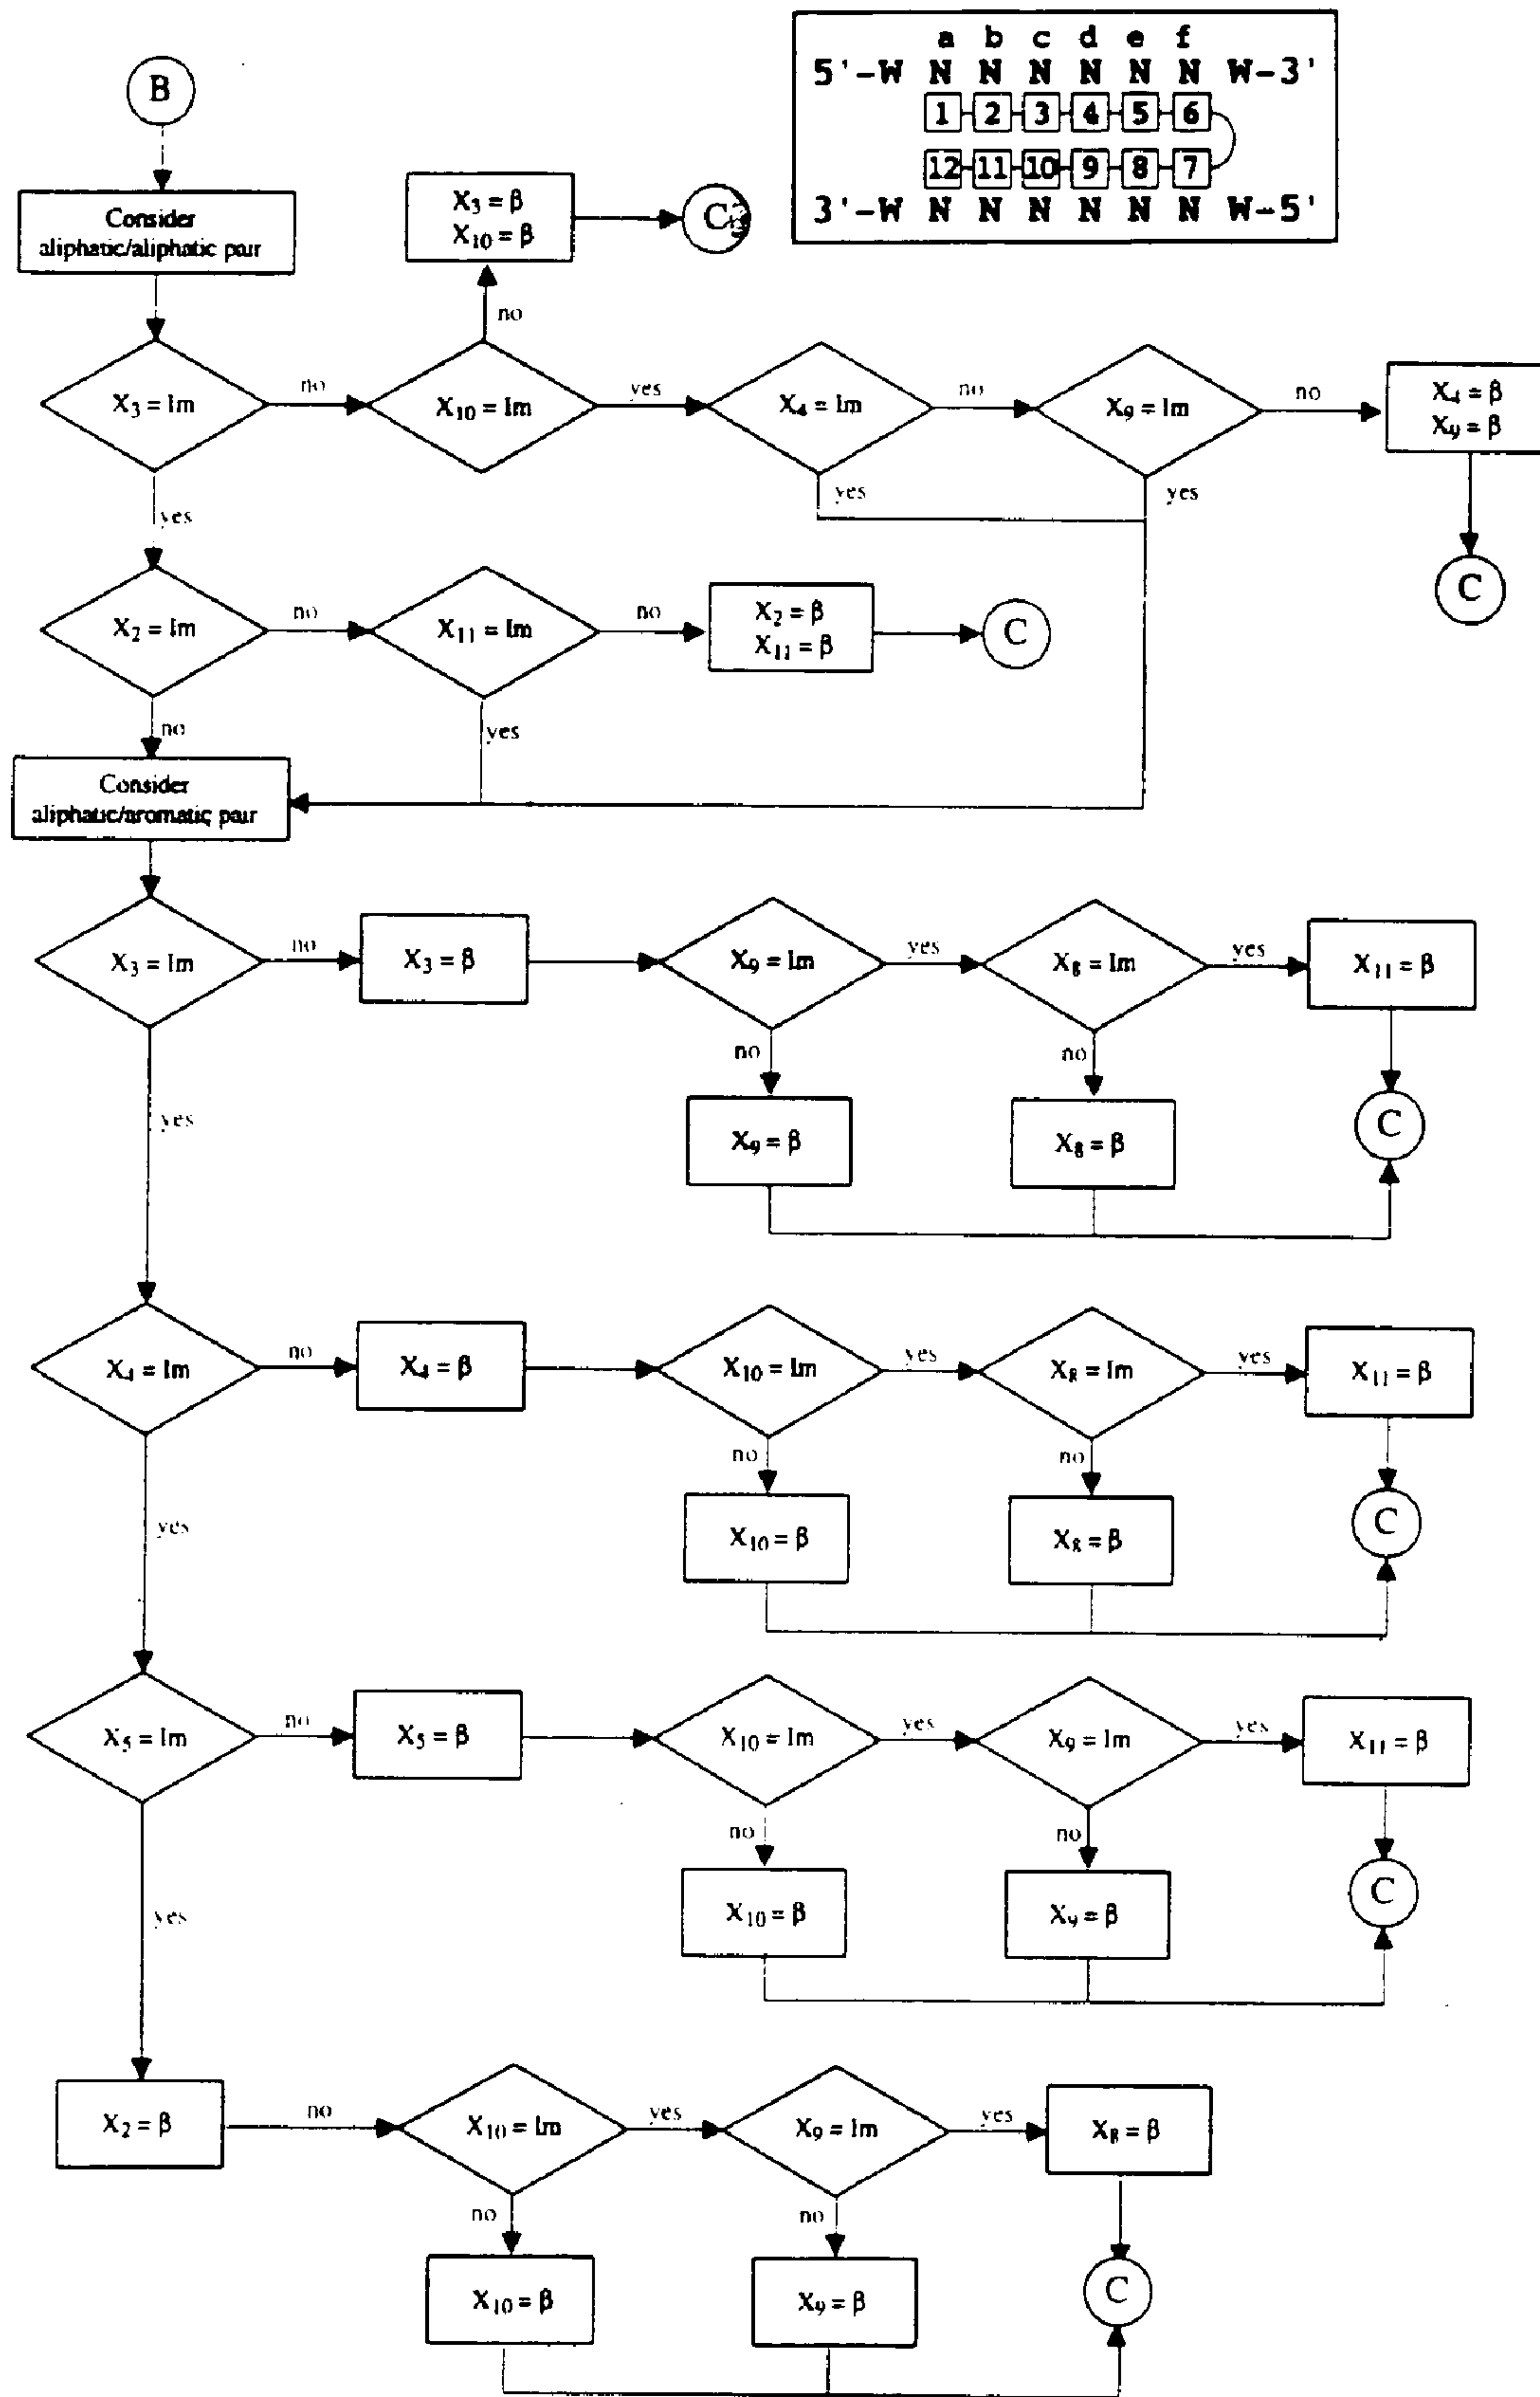 a b c d e f
5'-W N N N N N N W-3'
1 2 3 4 5 6
12 11 10 9 8 7
3'-W N N N N N N W-5'
B
Consider
aliphatic/aliphatic pair
X3 = β
X10 = β
C
no
X3 = Im
no
X10 = Im
yes
X4 = Im
no
X9 = Im
no
X4 = β
X9 = β
yes
yes
yes
C
X2 = Im
no
X11 = Im
no
X2 = β
X11 = β
C
no
yes
Consider
aliphatic/aromatic pair
X3 = Im
no
X3 = β
X9 = Im
yes
X8 = Im
yes
X11 = β
no
no
yes
X9 = β
X8 = β
C
X4 = Im
no
X4 = β
X10 = Im
yes
X8 = Im
yes
X11 = β
no
no
yes
X10 = β
X8 = β
C
X5 = Im
no
X5 = β
X10 = Im
yes
X9 = Im
yes
X11 = β
no
no
yes
X10 = β
X9 = β
C
X2 = β
no
X10 = Im
yes
X9 = Im
yes
X8 = β
no
no
X10 = β
X9 = β
C